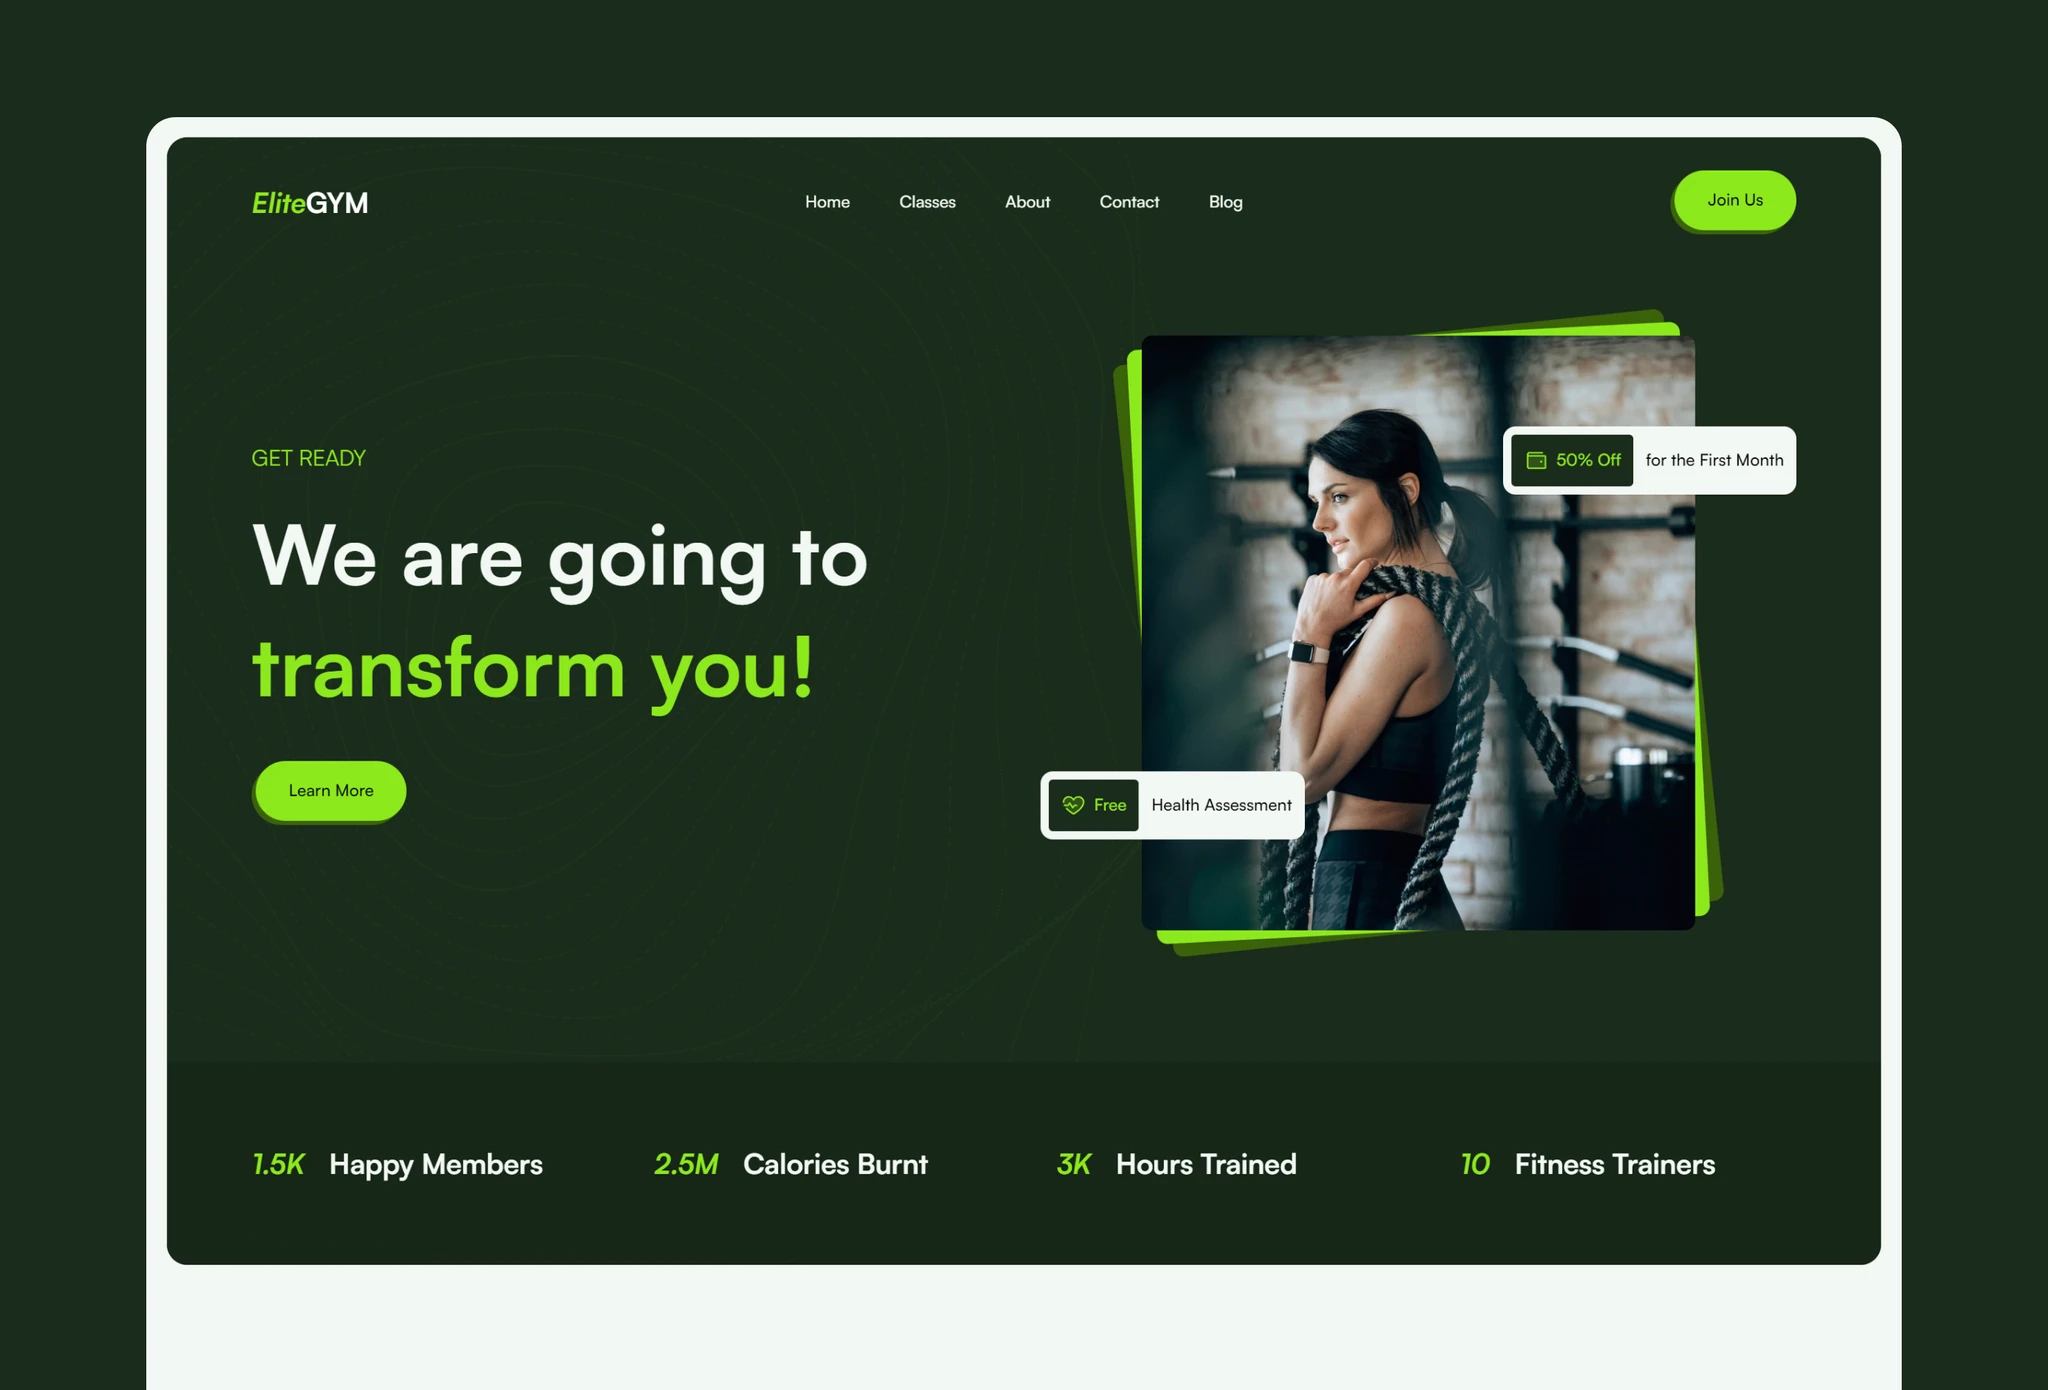 EliteGYM
Home
Classes
About
Contact
Blog
Join Us
GET READY
We are going to
transform you!
Learn More
50% Off for the First Month
Free Health Assessment
1.5K Happy Members
2.5M Calories Burnt
3K Hours Trained
10 Fitness Trainers